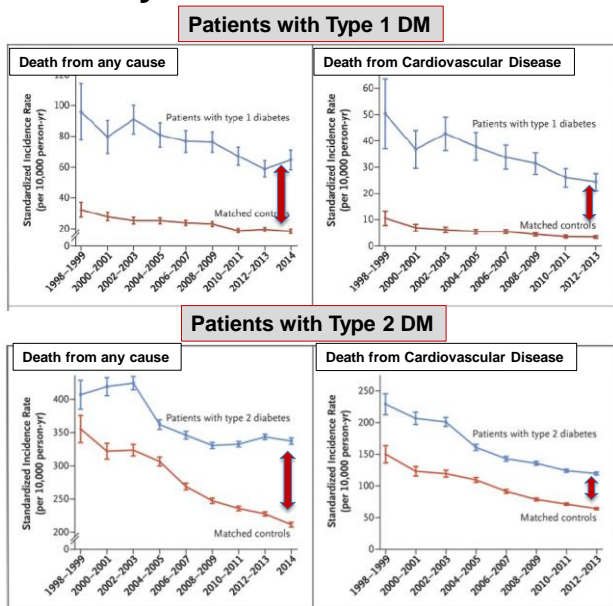 Patients with Type 1 DM
Death from any cause
Standardized Incidence Rate
(per 10,000 person-yr)
120
100
80
60
40
20
0
Patients with type 1 diabetes
Matched controls
1998–1999
2000–2001
2002–2003
2004–2005
2006–2007
2008–2009
2010–2011
2012–2013
2014
Death from Cardiovascular Disease
Standardized Incidence Rate
(per 10,000 person-yr)
60
50
40
30
20
10
0
Patients with type 1 diabetes
Matched controls
1998–1999
2000–2001
2002–2003
2004–2005
2006–2007
2008–2009
2010–2011
2012–2013
Patients with Type 2 DM
Death from any cause
Standardized Incidence Rate
(per 10,000 person-yr)
400
350
300
250
200
0
Patients with type 2 diabetes
Matched controls
1998–1999
2000–2001
2002–2003
2004–2005
2006–2007
2008–2009
2010–2011
2012–2013
2014
Death from Cardiovascular Disease
Standardized Incidence Rate
(per 10,000 person-yr)
250
200
150
100
50
0
Patients with type 2 diabetes
Matched controls
1998–1999
2000–2001
2002–2003
2004–2005
2006–2007
2008–2009
2010–2011
2012–2013